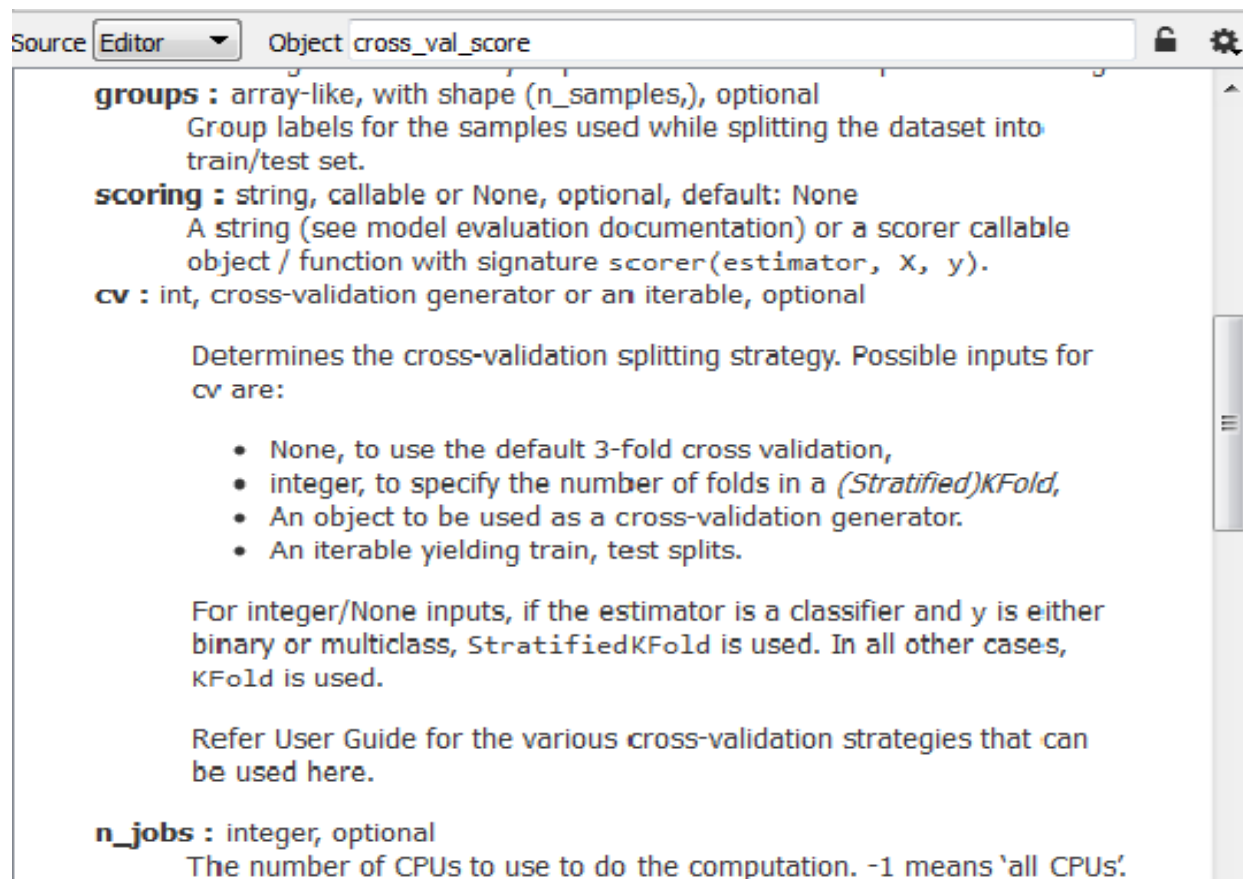 Source Editor Object cross_val_score
groups : array-like, with shape (n_samples,), optional
Group labels for the samples used while splitting the dataset into
train/test set.
scoring : string, callable or None, optional, default: None
A string (see model evaluation documentation) or a scorer callable
object / function with signature scorer(estimator, X, y).
cv : int, cross-validation generator or an iterable, optional
Determines the cross-validation splitting strategy. Possible inputs for
cv are:
• None, to use the default 3-fold cross validation,
• integer, to specify the number of folds in a (Stratified)KFold,
• An object to be used as a cross-validation generator.
• An iterable yielding train, test splits.
For integer/None inputs, if the estimator is a classifier and y is either
binary or multiclass, StratifiedKFold is used. In all other cases,
KFold is used.
Refer User Guide for the various cross-validation strategies that can
be used here.
n_jobs : integer, optional
The number of CPUs to use to do the computation. -1 means ‘all CPUs’.